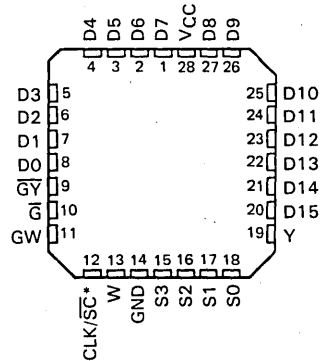 D4 D5 D6 D7 VCC D8 D9
4 3 2 1 28 27 26
D3 5 25 D10
D2 6 24 D11
D1 7 23 D12
D0 8 22 D13
G̅Y̅ 9 21 D14
G̅ 10 20 D15
GW 11 19 Y
12 13 14 15 16 17 18
CLK/S̅C̅* W GND S3 S2 S1 S0